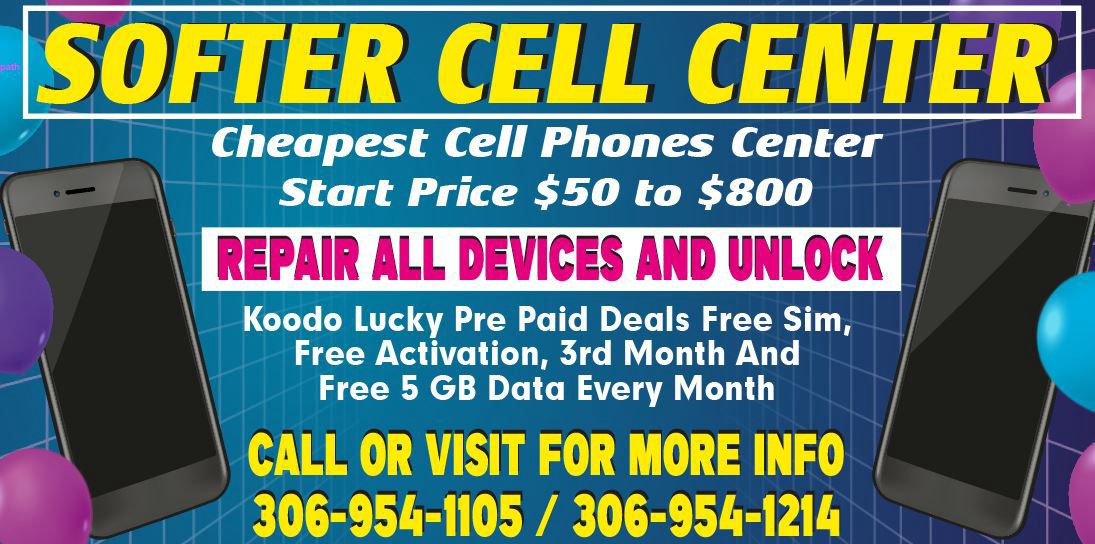 SOFTER CELL CENTER
path
Cheapest Cell Phones Center
Start Price $50 to $800
REPAIR ALL DEVICES AND UNLOCK
Koodo Lucky Pre Paid Deals Free Sim,
Free Activation, 3rd Month And
Free 5 GB Data Every Month
CALL OR VISIT FOR MORE INFO
306-954-1105 / 306-954-1214